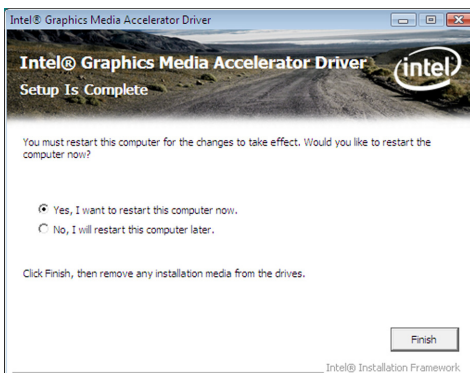 Intel® Graphics Media Accelerator Driver
Intel® Graphics Media Accelerator Driver
Setup Is Complete
(intel)
You must restart this computer for the changes to take effect. Would you like to restart the
computer now?
Yes, I want to restart this computer now.
No, I will restart this computer later.
Click Finish, then remove any installation media from the drives.
Finish
Intel® Installation Framework